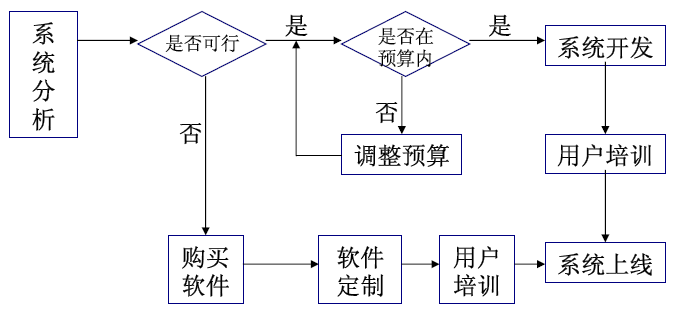 系
统
分
析
是否可行
是
是否在
预算内
是
系统开发
否
否
调整预算
用户培训
购买
软件
软件
定制
用户
培训
系统上线